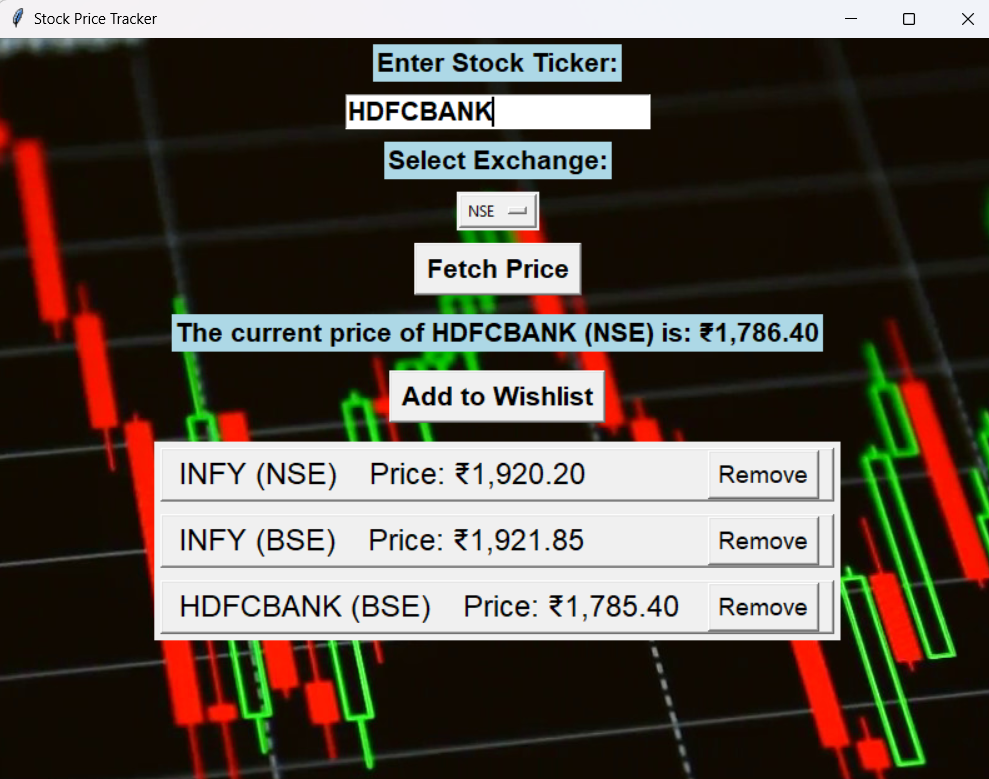 Stock Price Tracker
Enter Stock Ticker:
HDFCBANK
Select Exchange:
NSE
Fetch Price
The current price of HDFCBANK (NSE) is: ₹1,786.40
Add to Wishlist
INFY (NSE) Price: ₹1,920.20 Remove
INFY (BSE) Price: ₹1,921.85 Remove
HDFCBANK (BSE) Price: ₹1,785.40 Remove